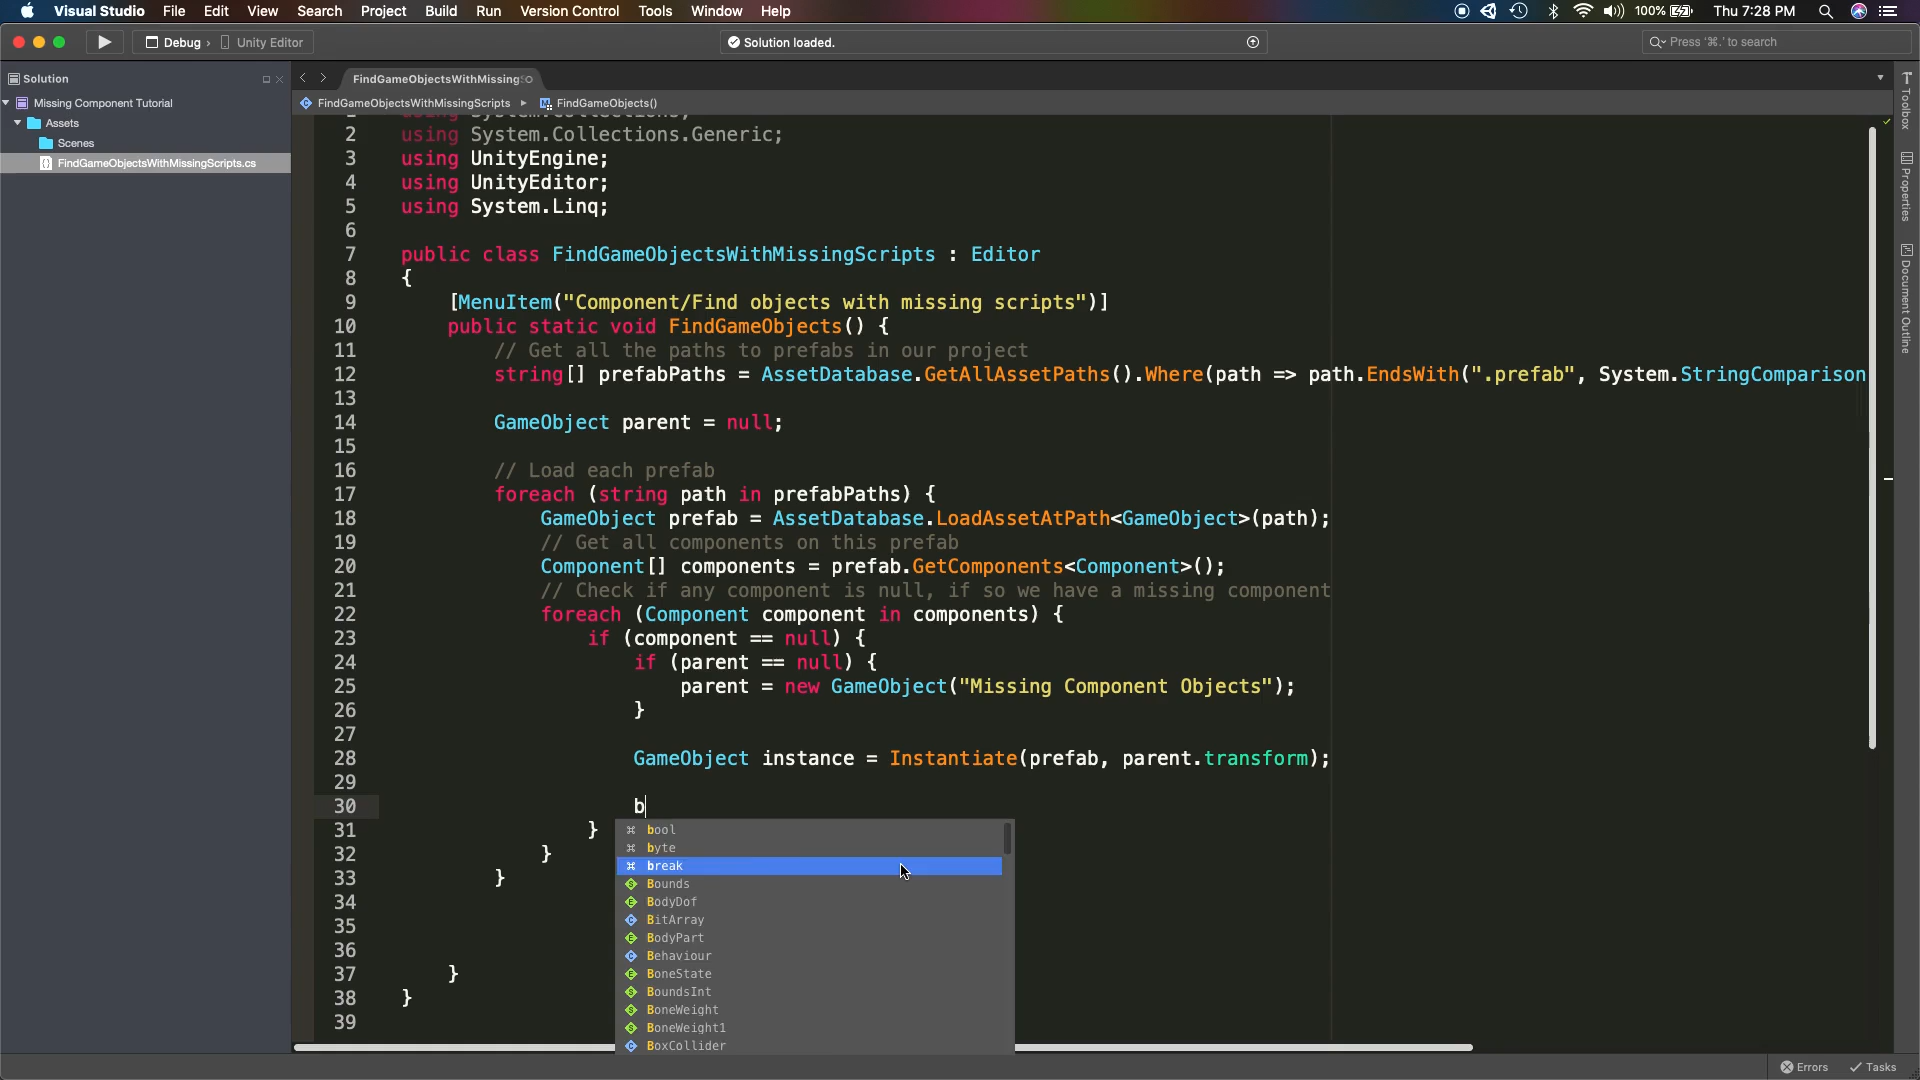 Visual Studio File Edit View Search Project Build Run Version Control Tools Window Help 100% Thu 7:28 PM
Debug › Unity Editor Solution loaded. Press '⌘.' to search
Solution FindGameObjectsWithMissing
Missing Component Tutorial FindGameObjectsWithMissingScripts ▸ FindGameObjects()
Assets
Scenes
FindGameObjectsWithMissingScripts.cs
2 using System.Collections.Generic;
3 using UnityEngine;
4 using UnityEditor;
5 using System.Linq;
6
7 public class FindGameObjectsWithMissingScripts : Editor
8 {
9 [MenuItem("Component/Find objects with missing scripts")]
10 public static void FindGameObjects() {
11 // Get all the paths to prefabs in our project
12 string[] prefabPaths = AssetDatabase.GetAllAssetPaths().Where(path => path.EndsWith(".prefab", System.StringComparison
13
14 GameObject parent = null;
15
16 // Load each prefab
17 foreach (string path in prefabPaths) {
18 GameObject prefab = AssetDatabase.LoadAssetAtPath<GameObject>(path);
19 // Get all components on this prefab
20 Component[] components = prefab.GetComponents<Component>();
21 // Check if any component is null, if so we have a missing component
22 foreach (Component component in components) {
23 if (component == null) {
24 if (parent == null) {
25 parent = new GameObject("Missing Component Objects");
26 }
27
28 GameObject instance = Instantiate(prefab, parent.transform);
29
30 b
31 }
32 }
33 }
34
35
36
37 }
38 }
39
bool
byte
break
Bounds
BodyDof
BitArray
BodyPart
Behaviour
BoneState
BoundsInt
BoneWeight
BoneWeight1
BoxCollider
Toolbox
Properties
Document Outline
Errors Tasks